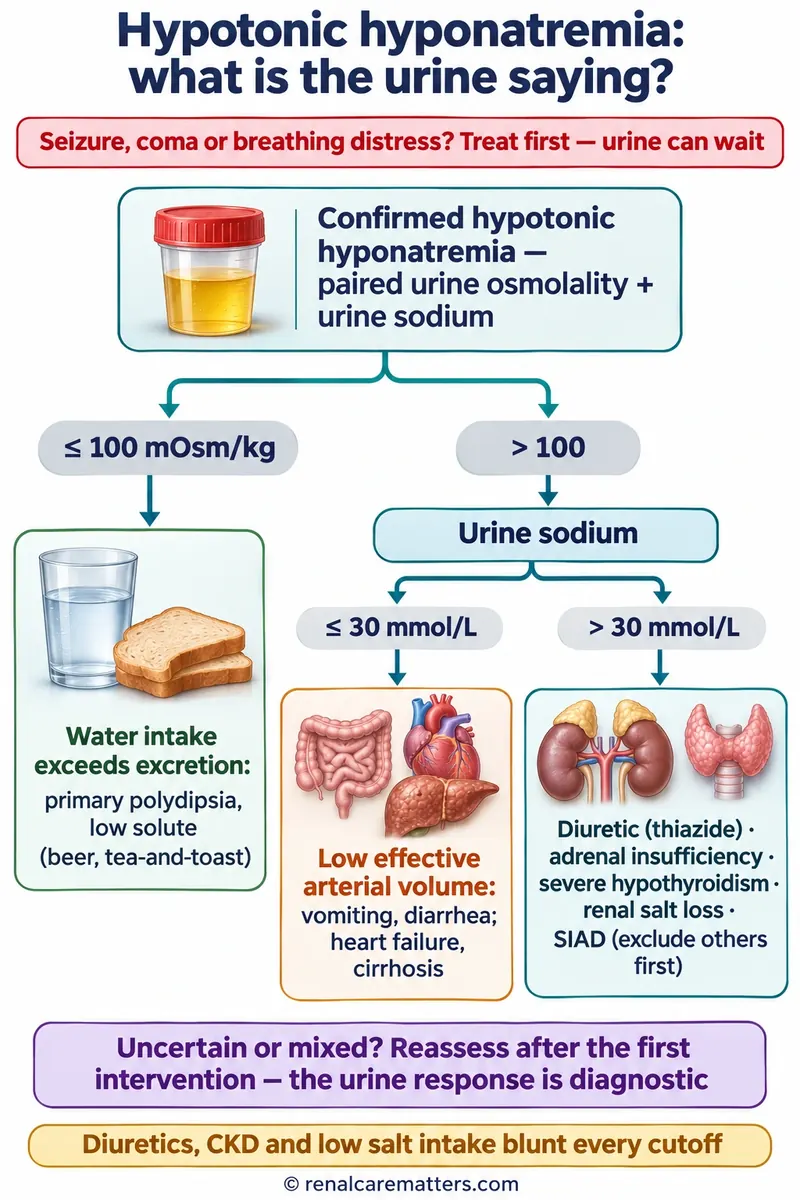 Hypotonic hyponatremia:
what is the urine saying?
Seizure, coma or breathing distress? Treat first — urine can wait
Confirmed hypotonic
hyponatremia —
paired urine osmolality +
urine sodium
≤ 100 mOsm/kg
> 100
Urine sodium
≤ 30 mmol/L
> 30 mmol/L
Water intake
exceeds excretion:
primary polydipsia,
low solute
(beer, tea-and-toast)
Low effective
arterial volume:
vomiting, diarrhea;
heart failure,
cirrhosis
Diuretic (thiazide) ·
adrenal insufficiency ·
severe hypothyroidism ·
renal salt loss ·
SIAD (exclude others
first)
Uncertain or mixed? Reassess after the first
intervention — the urine response is diagnostic
Diuretics, CKD and low salt intake blunt every cutoff
© renalcarematters.com